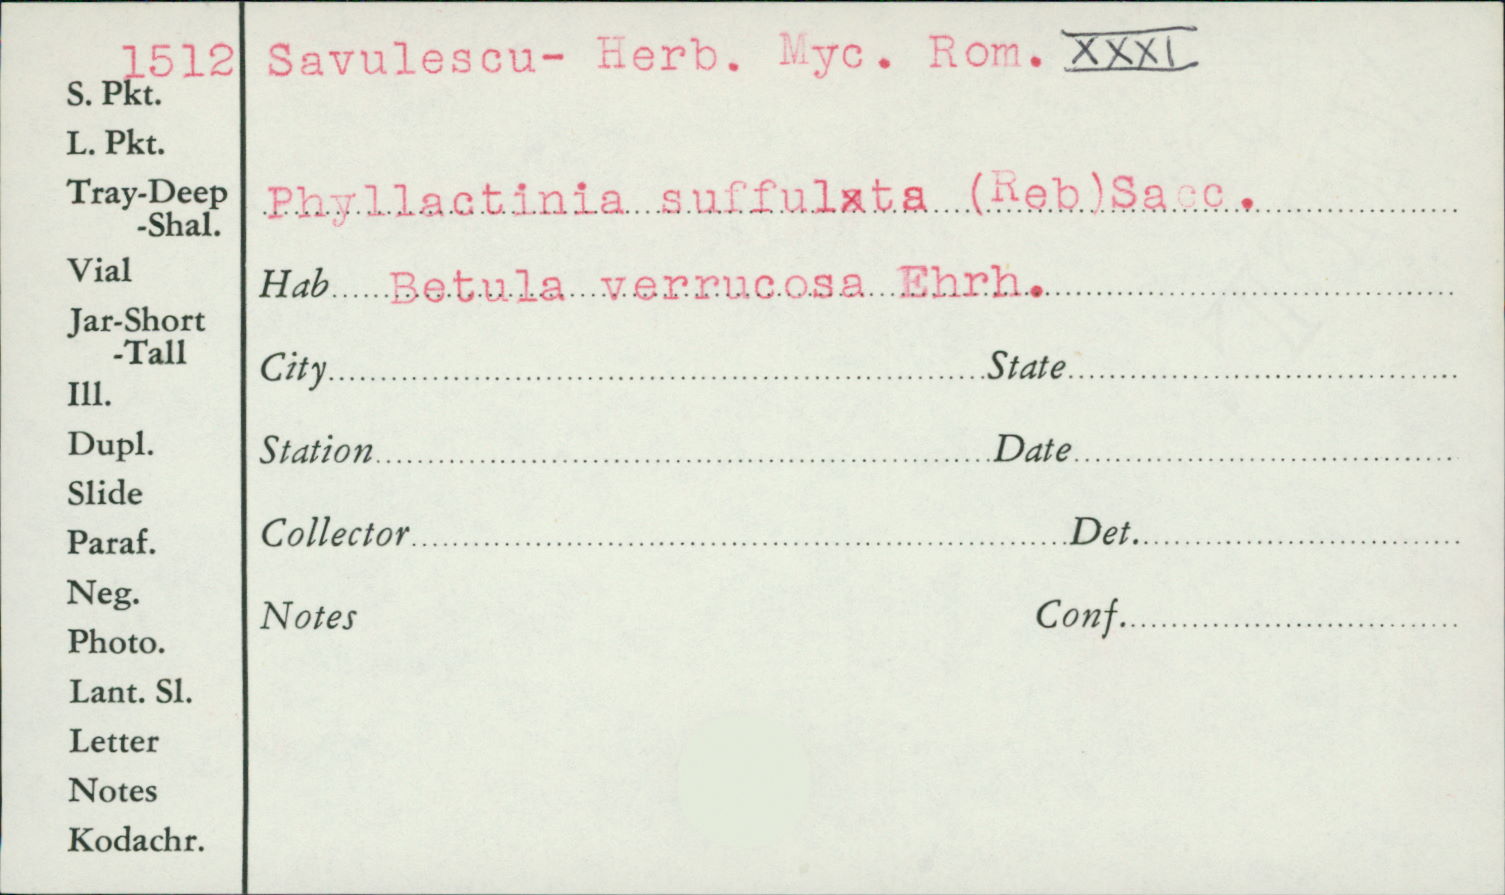 1512 Savulescu- Herb. Myc. Rom. XXXI
S. Pkt.
L. Pkt.
Tray-Deep
-Shal.
Vial
Jar-Short
-Tall
Ill.
Dupl.
Slide
Paraf.
Neg.
Photo.
Lant. Sl.
Letter
Notes
Kodachr.
Phyllactinia suffulxta (Reb)Sacc.
Hab Betula verrucosa Ehrh.
City State
Station Date
Collector Det.
Notes Conf.